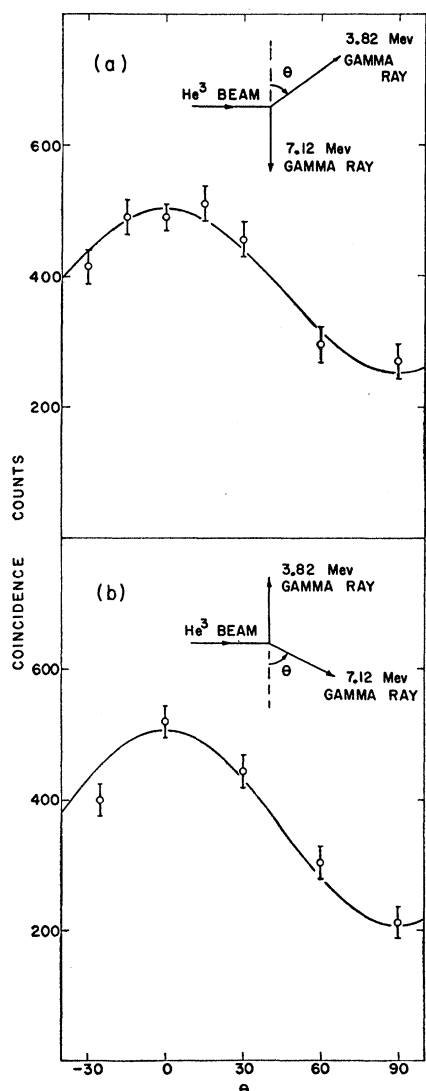 (a)
θ
3.82 Mev
GAMMA
RAY
He3 BEAM
7.12 Mev
GAMMA RAY
600
400
200
COINCIDENCE COUNTS
(b)
3.82 Mev
GAMMA RAY
He3 BEAM
θ
7.12 Mev
GAMMA RAY
600
400
200
-30 0 30 60 90
θ